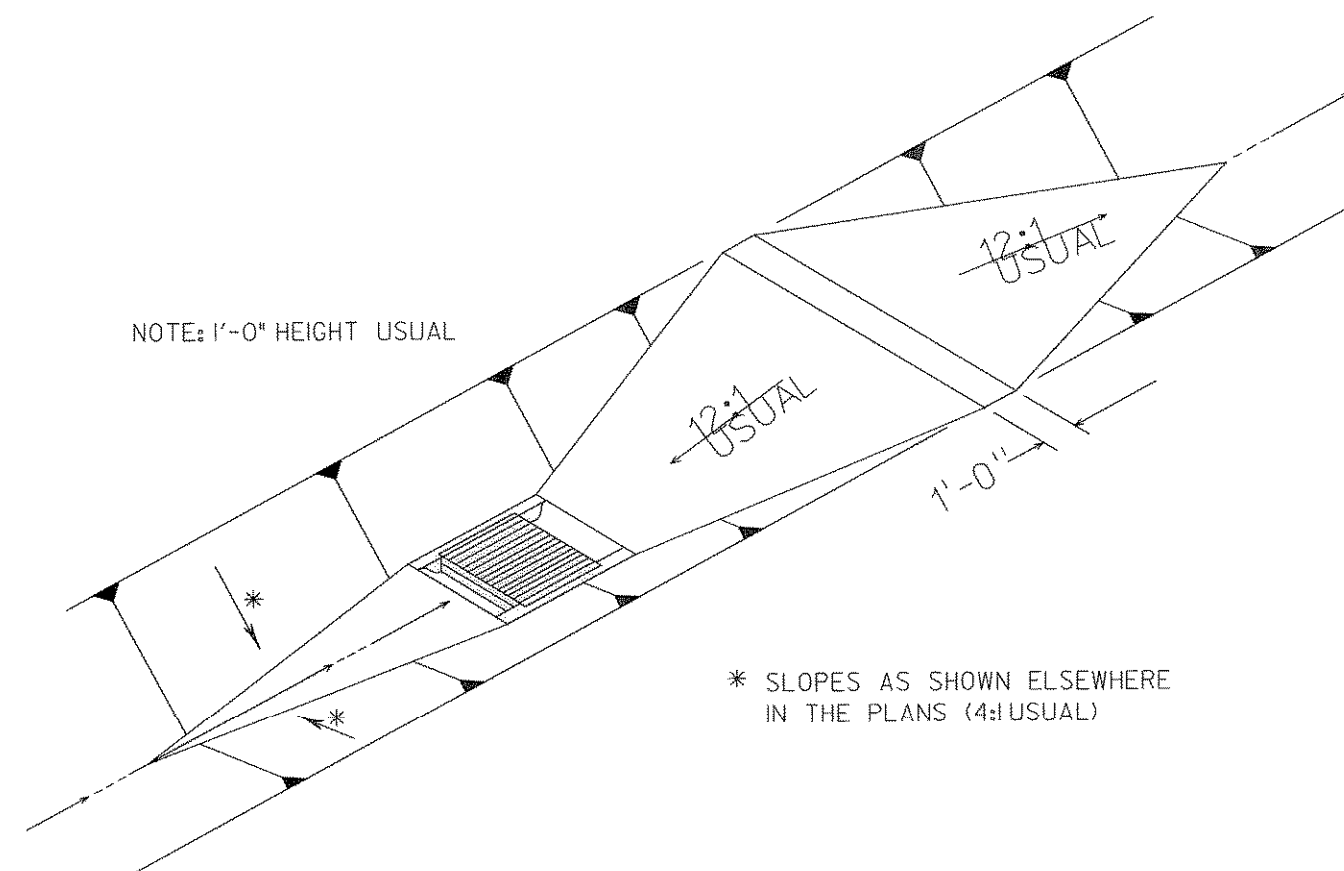 12:1
USUAL
NOTE: 1'-0" HEIGHT USUAL
12:1
USUAL
1'-0"
*
* SLOPES AS SHOWN ELSEWHERE
IN THE PLANS (4:1 USUAL)
*